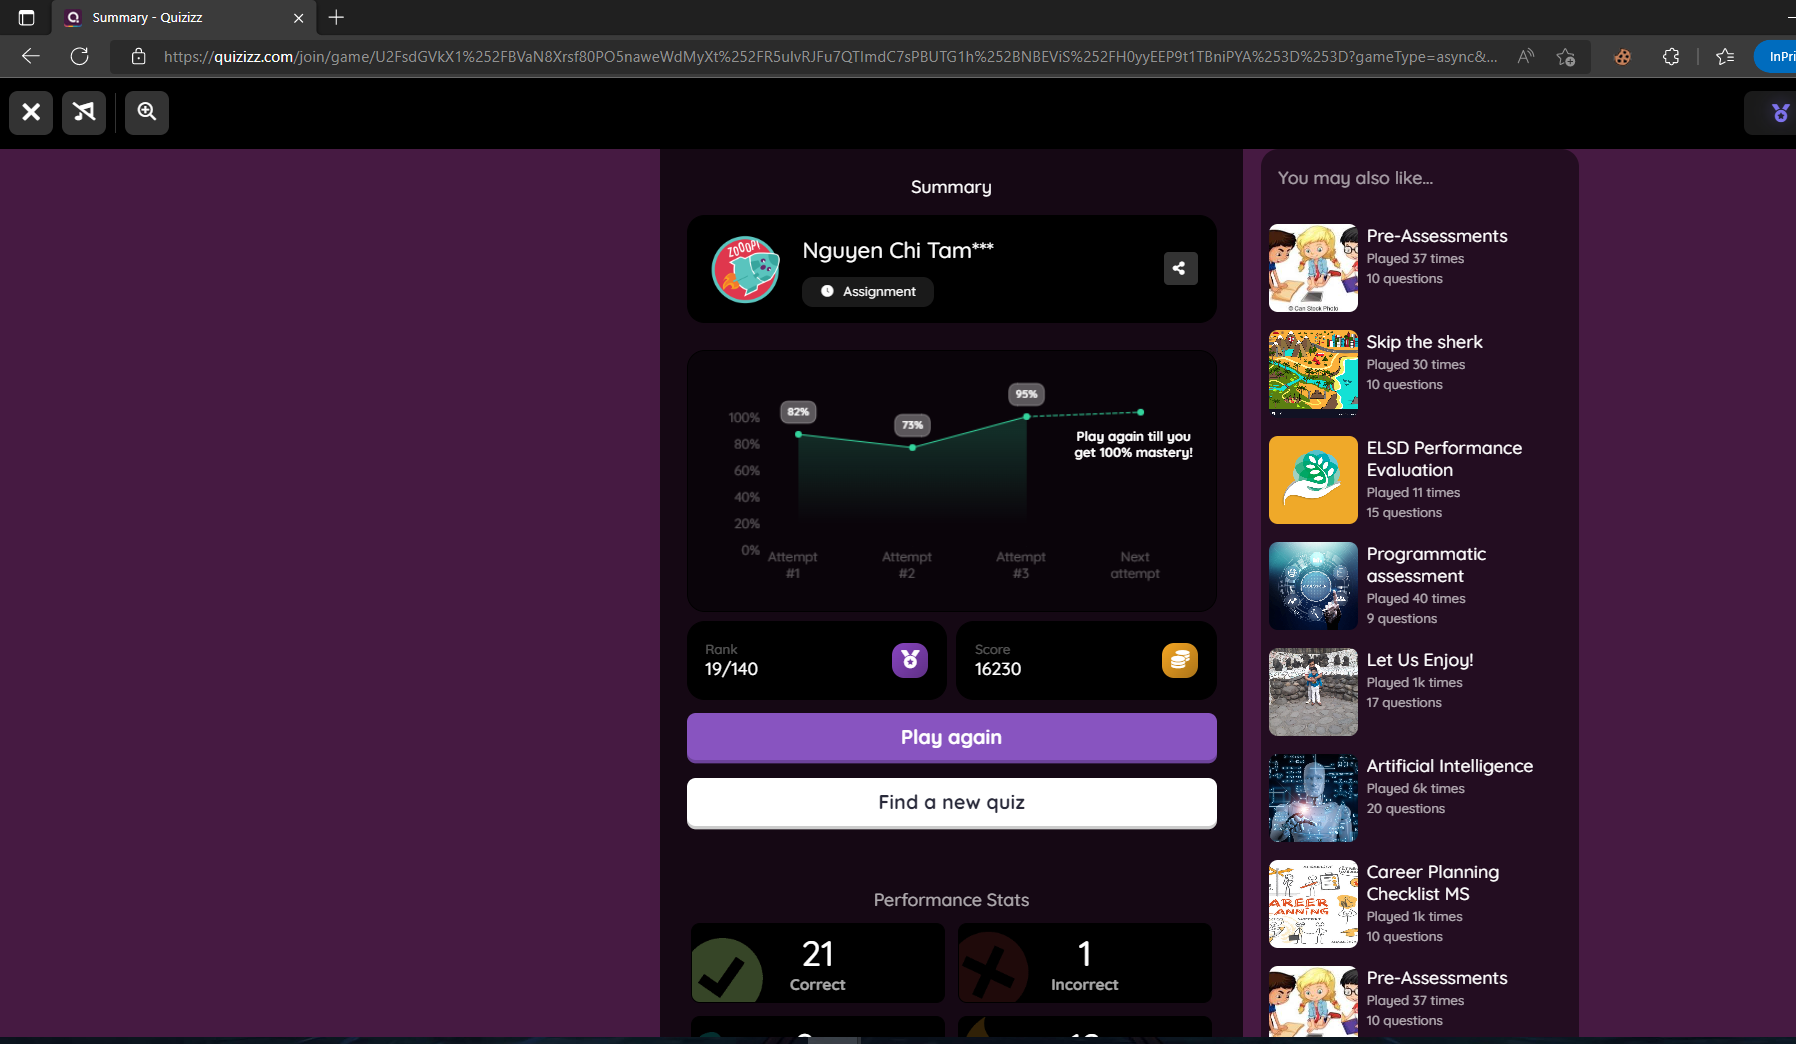 Summary - Quizizz
https://quizizz.com/join/game/U2FsdGVkX1%252FBVaN8Xrsf80PO5naweWdMyXt%252FR5ulvRJFu7QTImdC7sPBUTG1h%252BNBEViS%252FH0yyEEP9t1TBniPYA%253D%253D?gameType=async&...
InPri
Summary
ZOOOP!
Nguyen Chi Tam***
Assignment
100%
80%
60%
40%
20%
0%
82%
73%
95%
Play again till you
get 100% mastery!
Attempt
#1
Attempt
#2
Attempt
#3
Next
attempt
Rank
19/140
Score
16230
Play again
Find a new quiz
Performance Stats
21
Correct
1
Incorrect
You may also like...
Pre-Assessments
Played 37 times
10 questions
© Can Stock Photo
Skip the sherk
Played 30 times
10 questions
ELSD Performance
Evaluation
Played 11 times
15 questions
Programmatic
assessment
Played 40 times
9 questions
Let Us Enjoy!
Played 1k times
17 questions
Artificial Intelligence
Played 6k times
20 questions
Career Planning
Checklist MS
Played 1k times
10 questions
Pre-Assessments
Played 37 times
10 questions